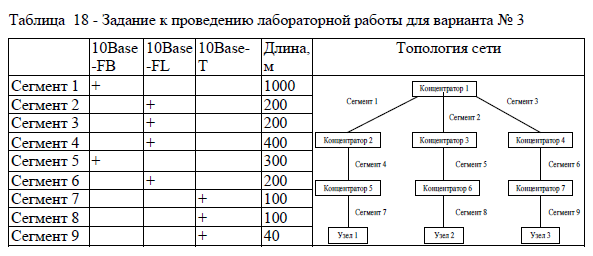 Таблица 18 - Задание к проведению лабораторной работы для варианта № 3
10Base-FB 10Base-FL 10Base-T Длина, м Топология сети
Сегмент 1 + 1000
Сегмент 2 + 200
Сегмент 3 + 200
Сегмент 4 + 400
Сегмент 5 + 300
Сегмент 6 + 200
Сегмент 7 + 100
Сегмент 8 + 100
Сегмент 9 + 40
Концентратор 1
Сегмент 1 Сегмент 2 Сегмент 3
Концентратор 2 Концентратор 3 Концентратор 4
Сегмент 4 Сегмент 5 Сегмент 6
Концентратор 5 Концентратор 6 Концентратор 7
Сегмент 7 Сегмент 8 Сегмент 9
Узел 1 Узел 2 Узел 3